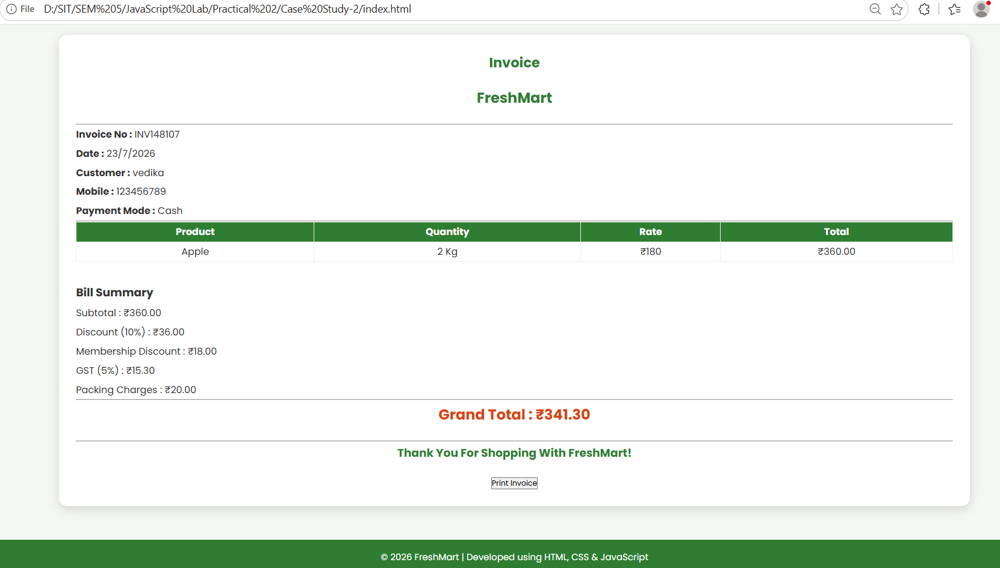 File D:/SIT/SEM%205/JavaScript%20Lab/Practical%202/Case%20Study-2/index.html
Invoice
FreshMart
Invoice No : INV148107
Date : 23/7/2026
Customer : vedika
Mobile : 123456789
Payment Mode : Cash
Product Quantity Rate Total
Apple 2 Kg ₹180 ₹360.00
Bill Summary
Subtotal : ₹360.00
Discount (10%) : ₹36.00
Membership Discount : ₹18.00
GST (5%) : ₹15.30
Packing Charges : ₹20.00
Grand Total : ₹341.30
Thank You For Shopping With FreshMart!
Print Invoice
© 2026 FreshMart | Developed using HTML, CSS & JavaScript